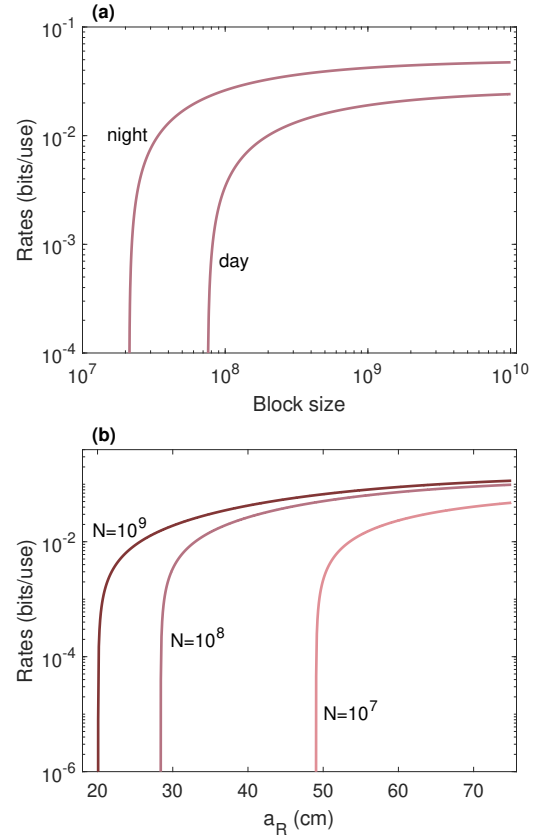 (a)
10^-1
night
10^-2
Rates (bits/use)
10^-3
day
10^-4
10^7 10^8 10^9 10^10
Block size
(b)
N=10^9
10^-2
Rates (bits/use)
N=10^8
10^-4
N=10^7
10^-6
20 30 40 50 60 70
a_R (cm)